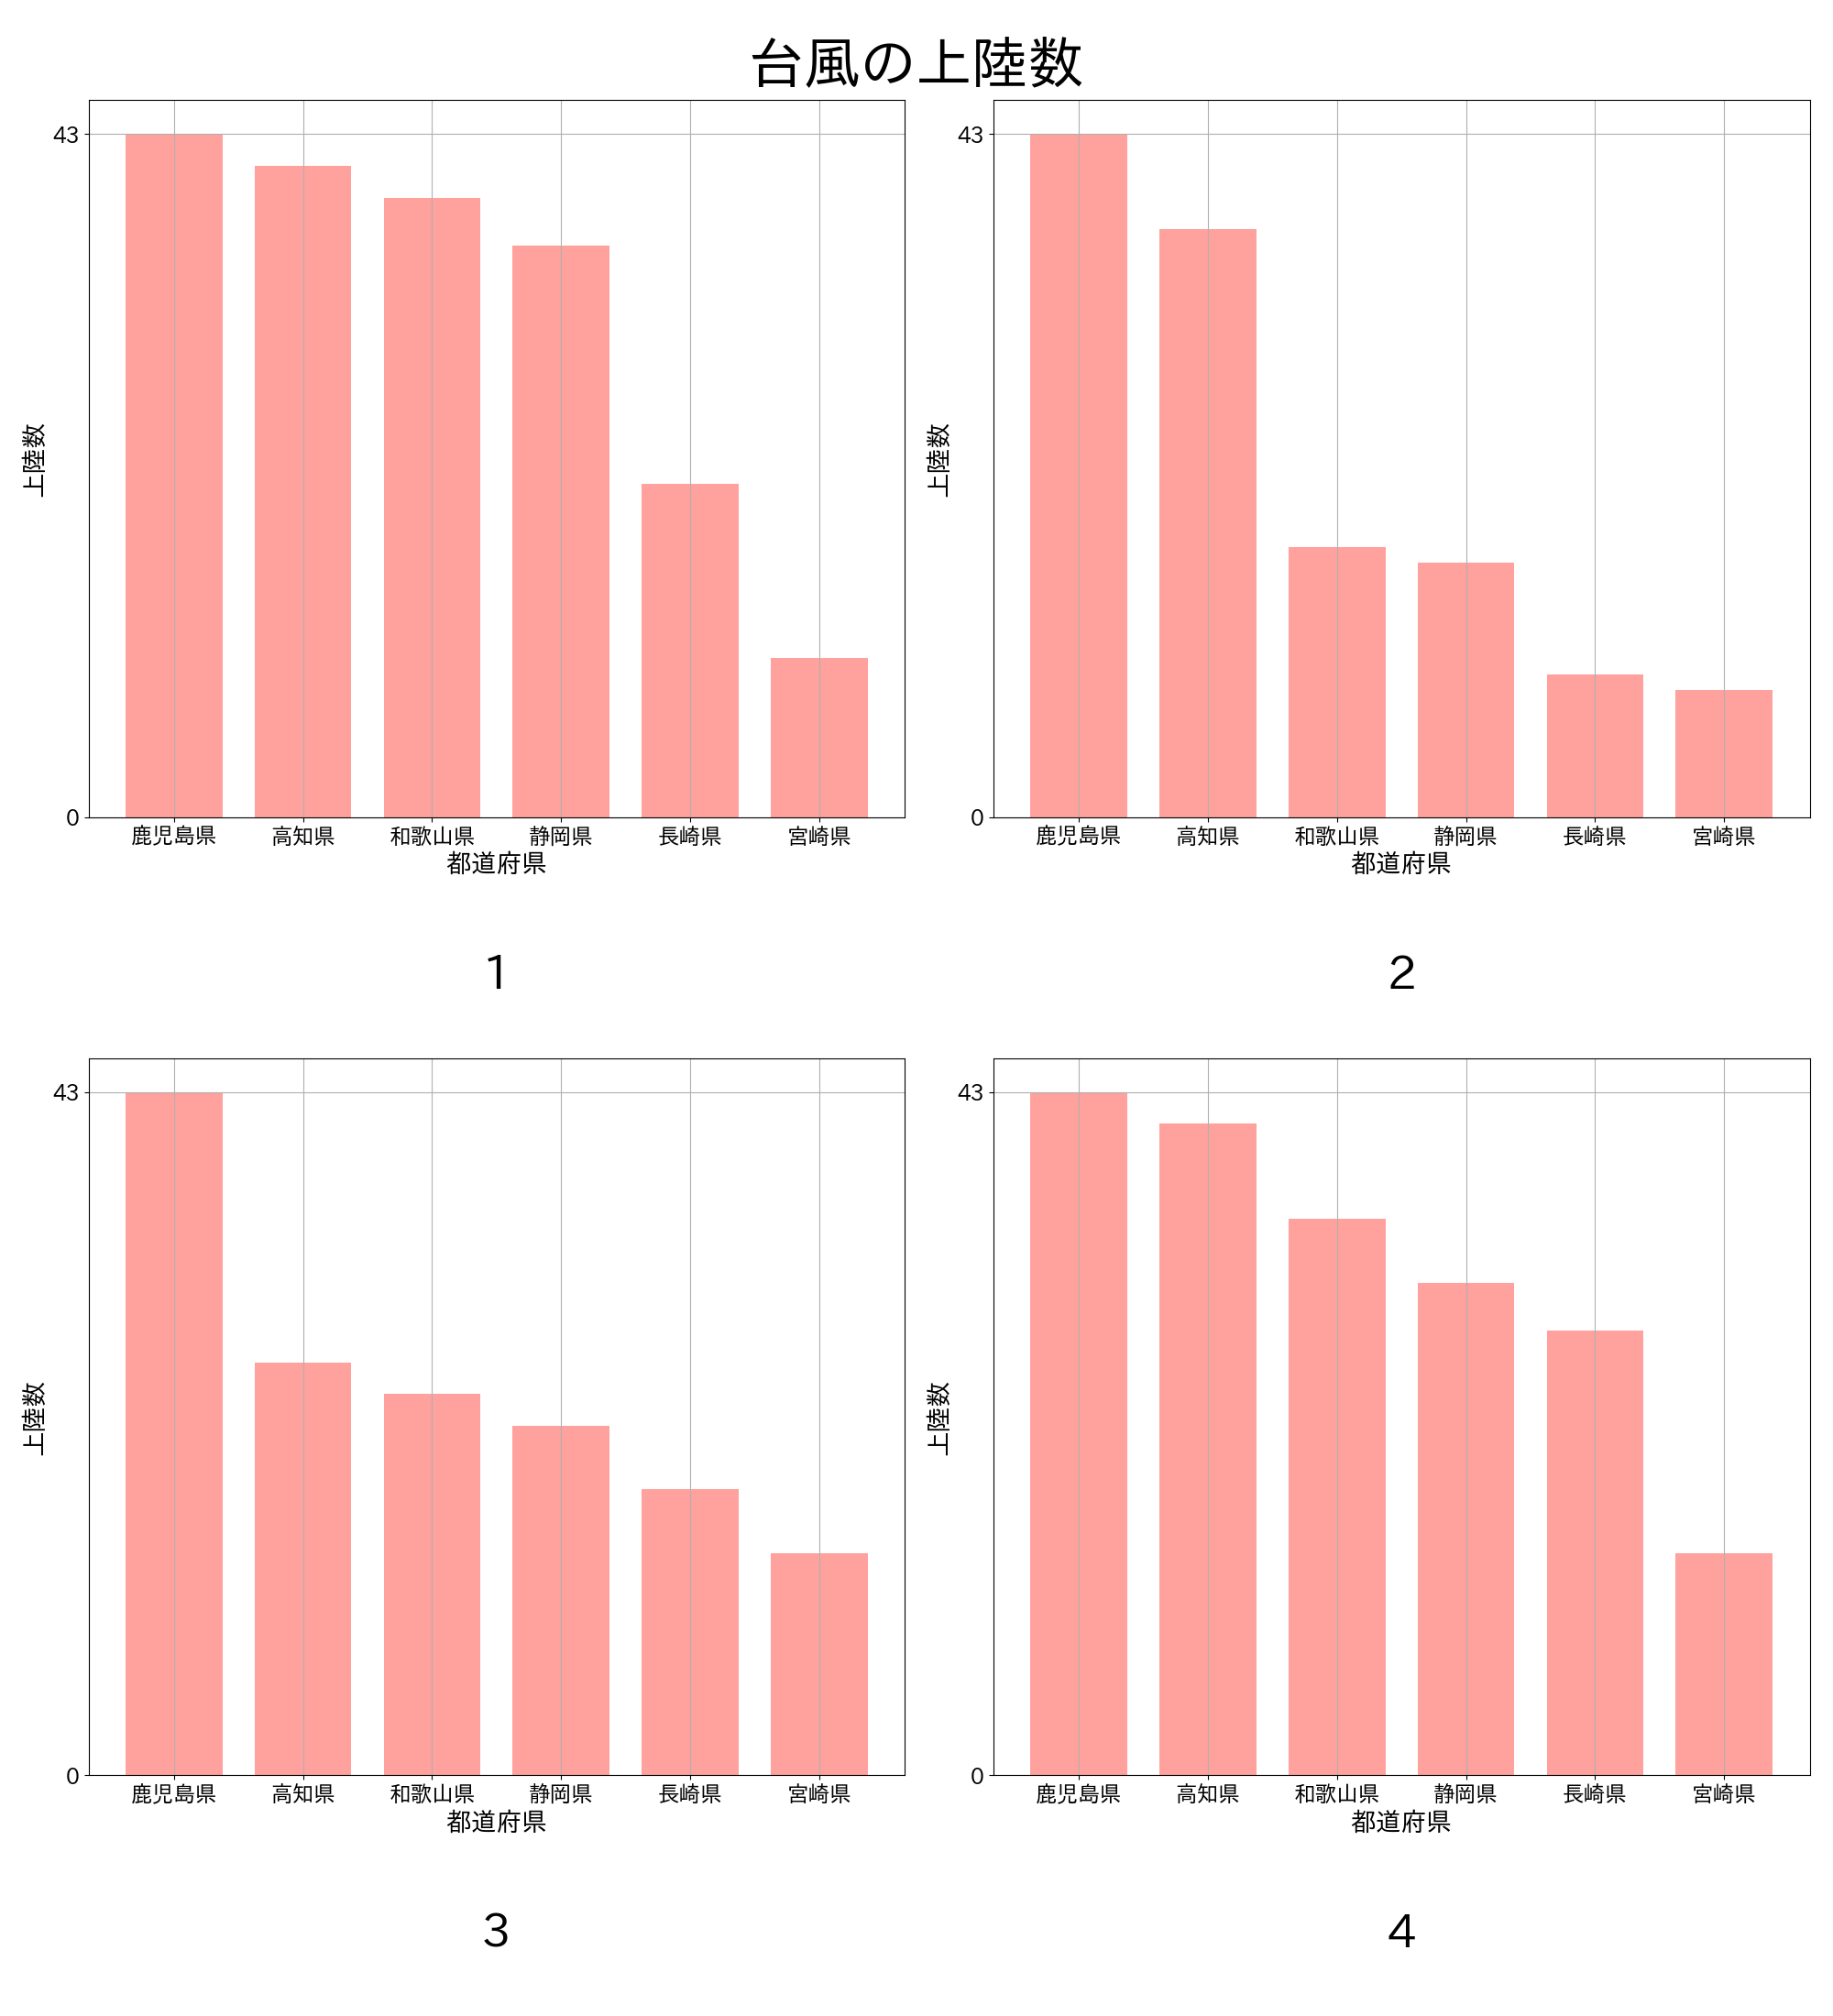 台風の上陸数
43
0
上陸数
鹿児島県 高知県 和歌山県 静岡県 長崎県 宮崎県
都道府県
1
43
0
上陸数
鹿児島県 高知県 和歌山県 静岡県 長崎県 宮崎県
都道府県
2
43
0
上陸数
鹿児島県 高知県 和歌山県 静岡県 長崎県 宮崎県
都道府県
3
43
0
上陸数
鹿児島県 高知県 和歌山県 静岡県 長崎県 宮崎県
都道府県
4